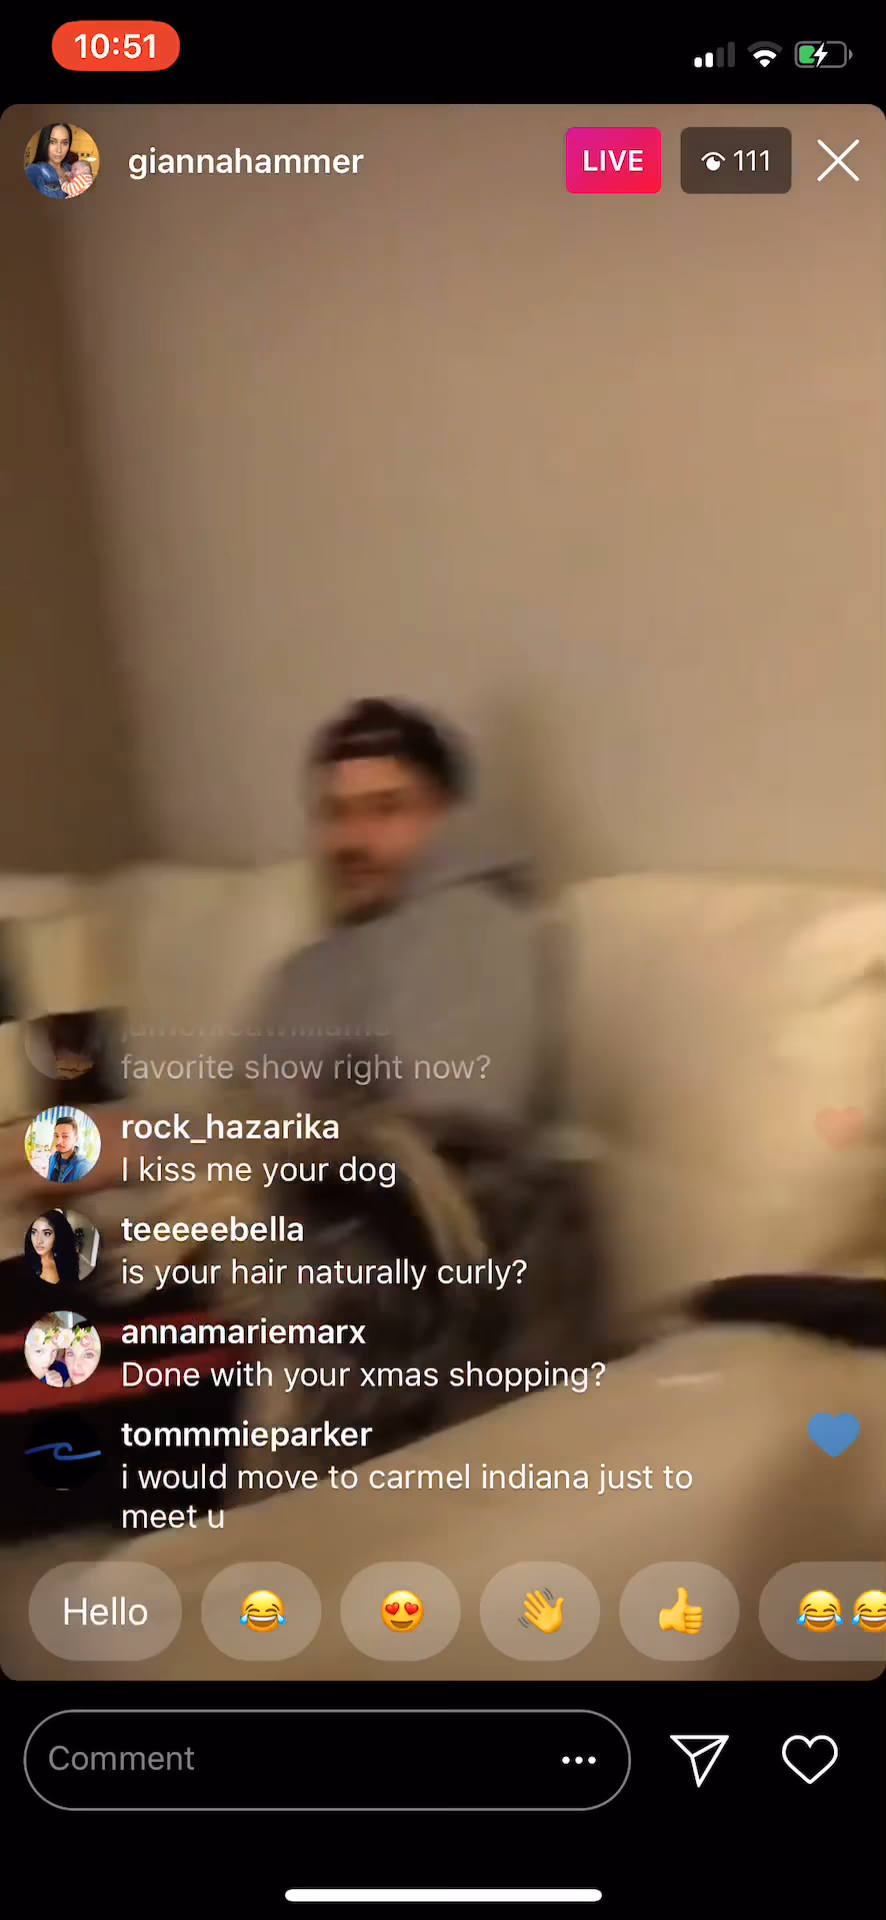 10:51
giannahammer
LIVE
111
favorite show right now?
rock_hazarika
I kiss me your dog
teeeeebella
is your hair naturally curly?
annamariemarx
Done with your xmas shopping?
tommmieparker
i would move to carmel indiana just to
meet u
Hello
Comment